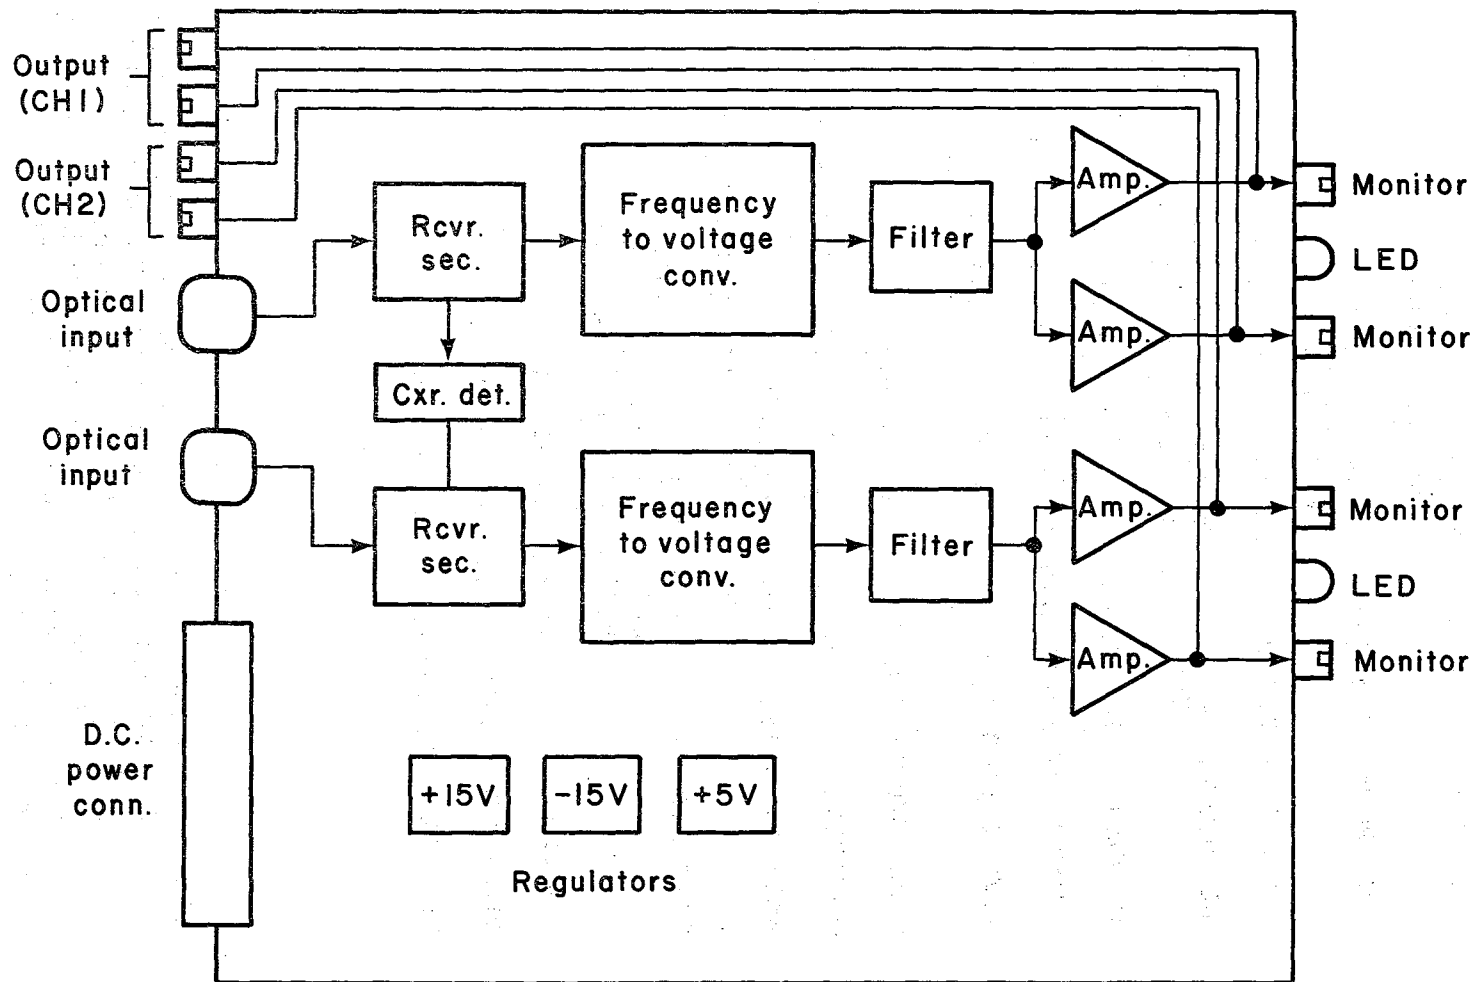 Output
(CH1)
Output
(CH2)
Optical
input
Optical
input
D.C.
power
conn.
Rcvr.
sec.
Cxr. det.
Rcvr.
sec.
Frequency
to voltage
conv.
Frequency
to voltage
conv.
Filter
Filter
Amp.
Amp.
Amp.
Amp.
Monitor
LED
Monitor
Monitor
LED
Monitor
+15V
-15V
+5V
Regulators